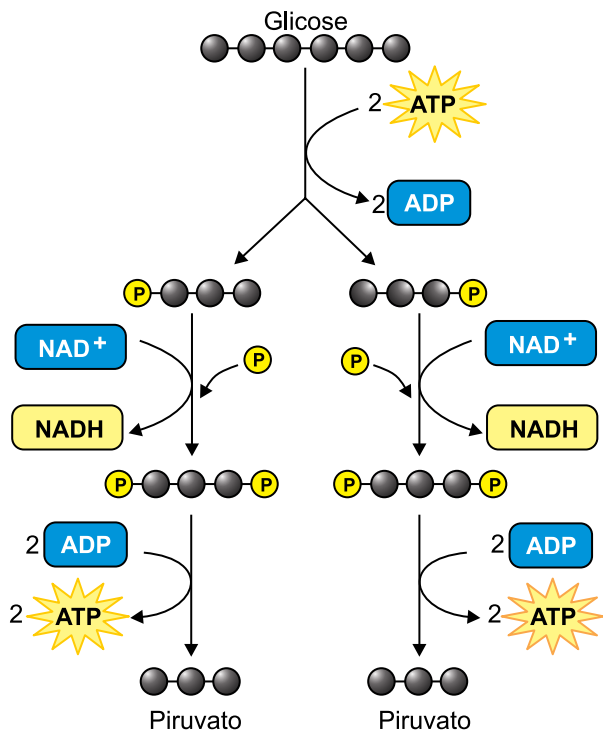 Glicose
2 ATP
2 ADP
P P
NAD+ NAD+
P P
NADH NADH
P P P P
2 ADP 2 ADP
2 ATP 2 ATP
Piruvato Piruvato